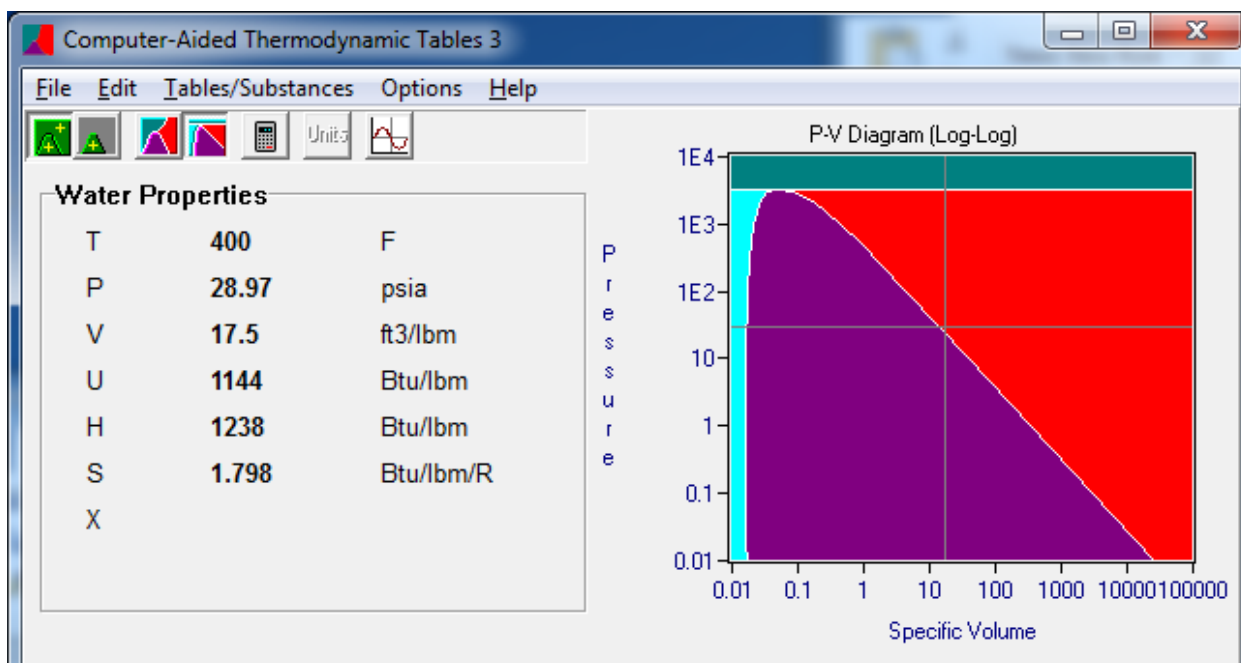 Computer-Aided Thermodynamic Tables 3
File Edit Tables/Substances Options Help
Units
Water Properties
T 400 F
P 28.97 psia
V 17.5 ft3/lbm
U 1144 Btu/lbm
H 1238 Btu/lbm
S 1.798 Btu/lbm/R
X
P-V Diagram (Log-Log)
Pressure
1E4
1E3
1E2
10
1
0.1
0.01
0.01 0.1 1 10 100 1000 10000 100000
Specific Volume